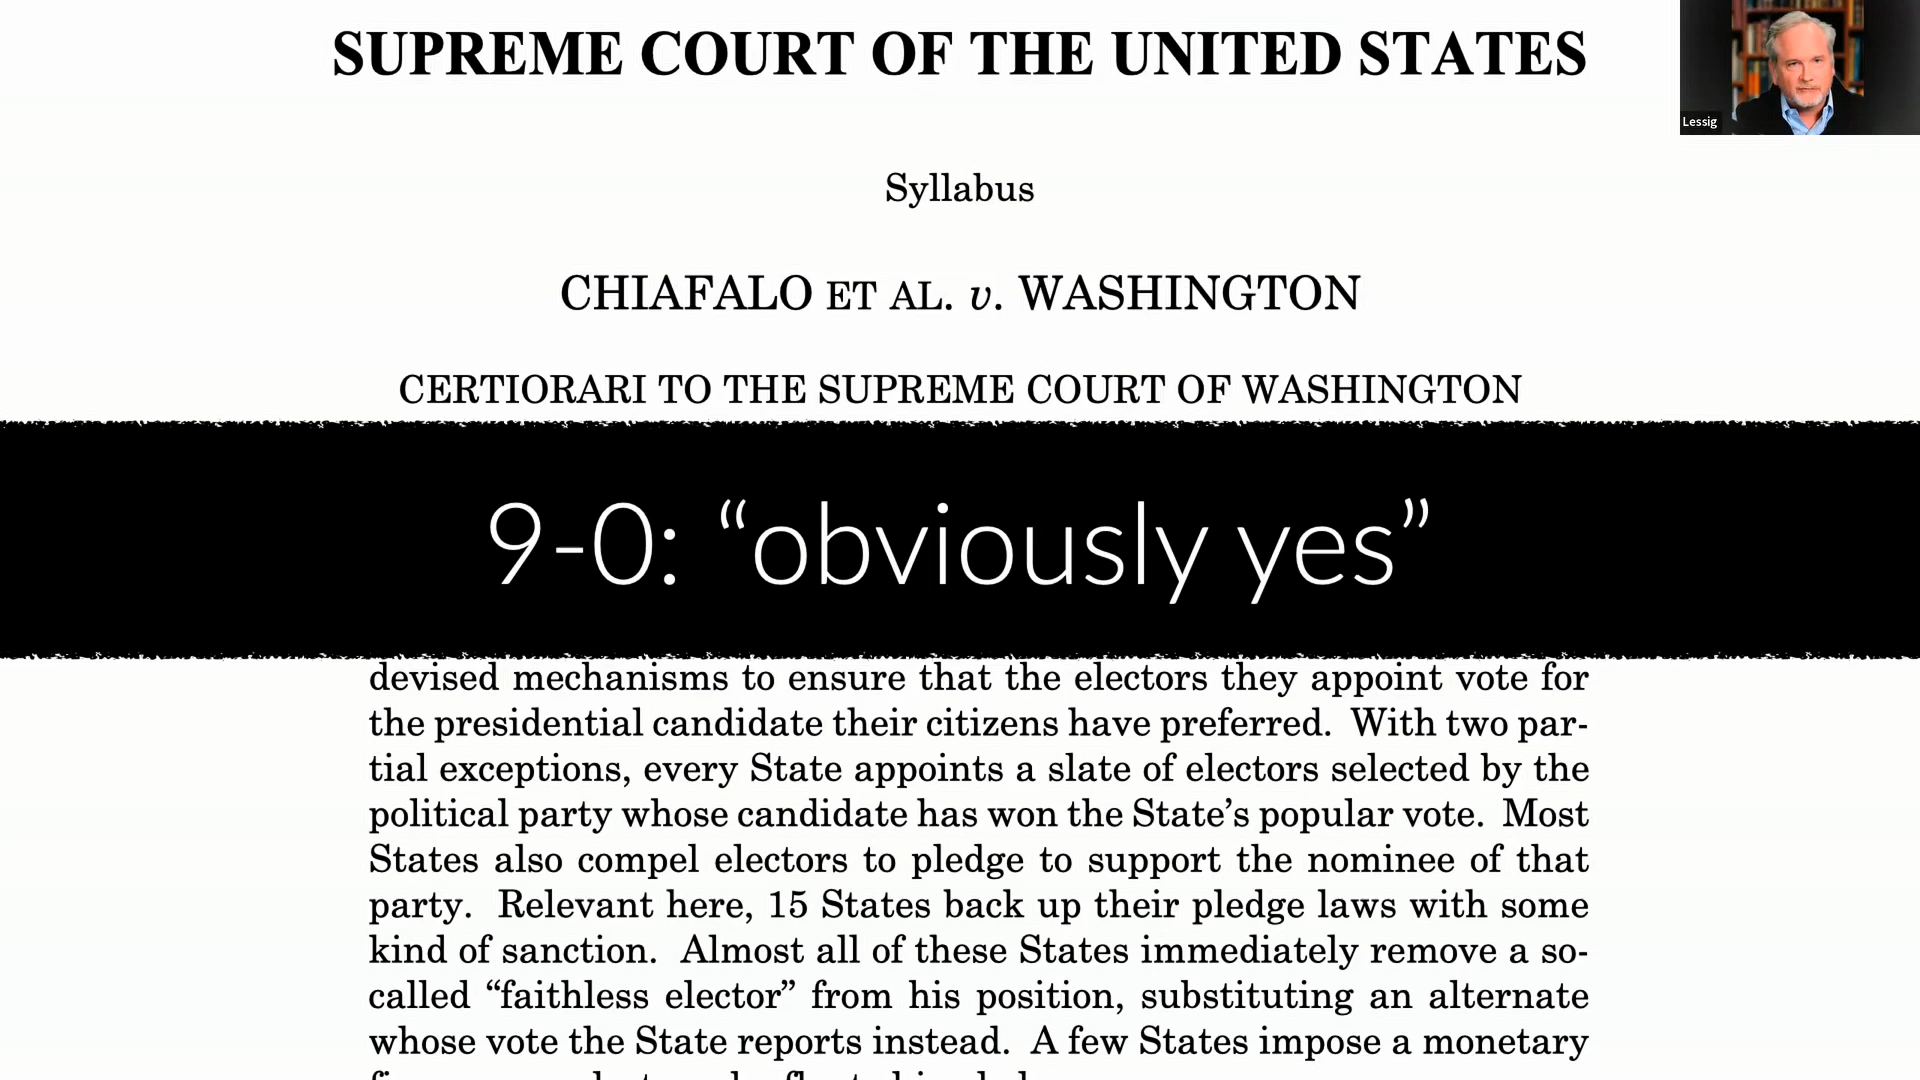 SUPREME COURT OF THE UNITED STATES
Lessig
Syllabus
CHIAFALO ET AL. v. WASHINGTON
CERTIORARI TO THE SUPREME COURT OF WASHINGTON
9-0: “obviously yes”
devised mechanisms to ensure that the electors they appoint vote for
the presidential candidate their citizens have preferred. With two par-
tial exceptions, every State appoints a slate of electors selected by the
political party whose candidate has won the State’s popular vote. Most
States also compel electors to pledge to support the nominee of that
party. Relevant here, 15 States back up their pledge laws with some
kind of sanction. Almost all of these States immediately remove a so-
called “faithless elector” from his position, substituting an alternate
whose vote the State reports instead. A few States impose a monetary